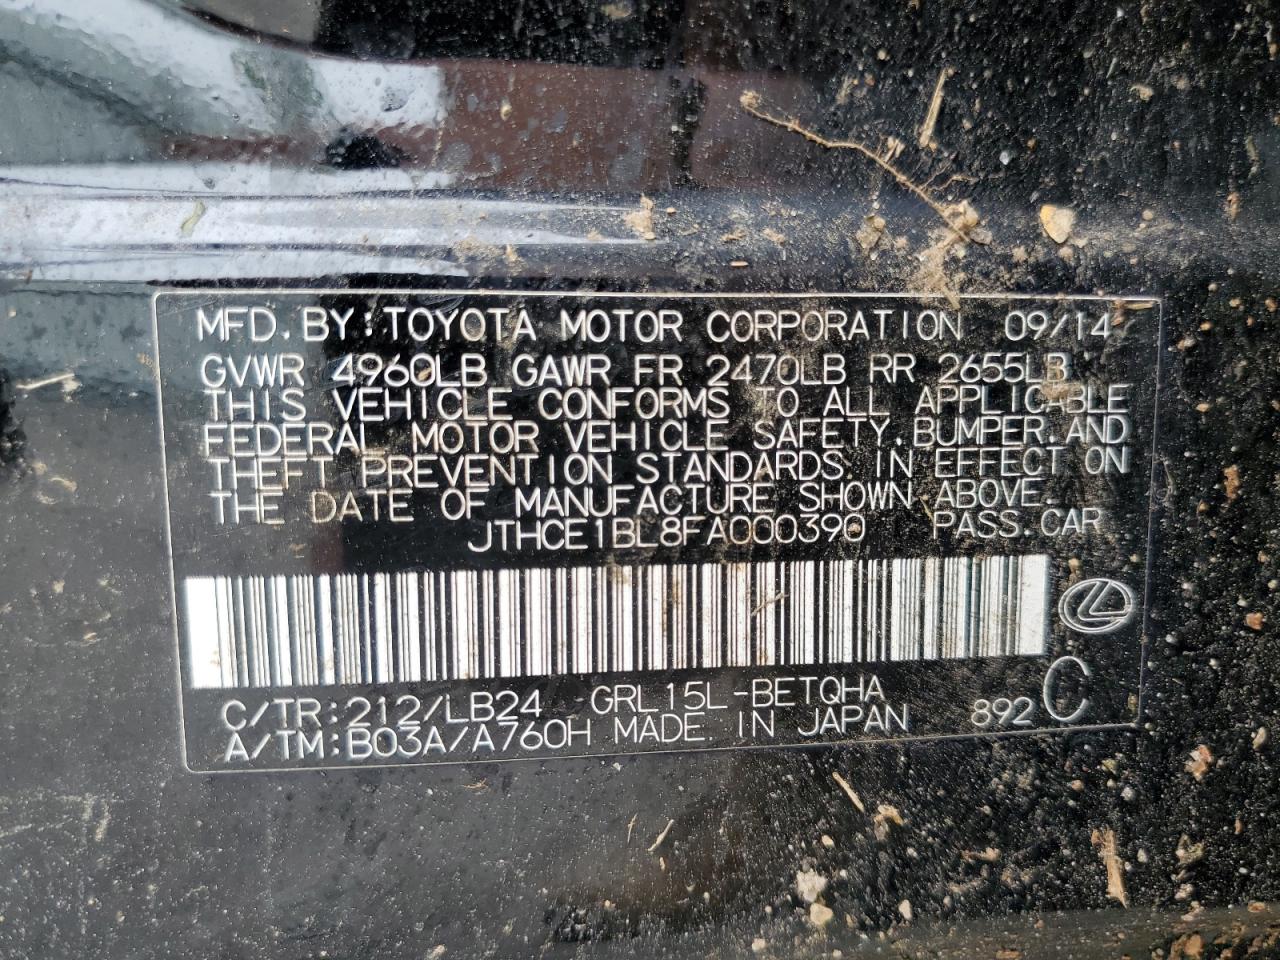 MFD. BY: TOYOTA MOTOR CORPORATION 09/14
GVWR 4960LB GAWR FR 2470LB RR 2655LB
THIS VEHICLE CONFORMS TO ALL APPLICABLE
FEDERAL MOTOR VEHICLE SAFETY, BUMPER, AND
THEFT PREVENTION STANDARDS IN EFFECT ON
THE DATE OF MANUFACTURE SHOWN ABOVE.
JTHCE1BL8FA000390 PASS. CAR
C/TR: 212/LB24 GRL15L-BETQHA
A/TM: B03A/A760H MADE IN JAPAN 892 C